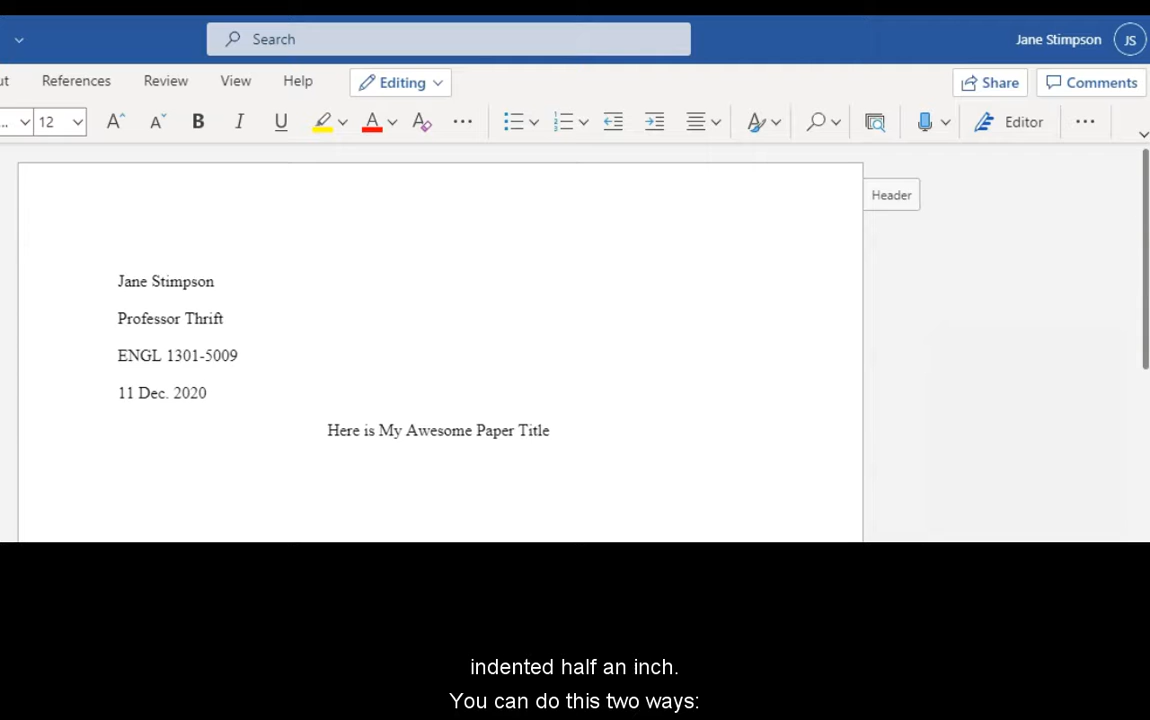 Search
Jane Stimpson JS
ut References Review View Help Editing Share Comments
... 12 A A B I U A A ... Editor ...
Header
Jane Stimpson
Professor Thrift
ENGL 1301-5009
11 Dec. 2020
Here is My Awesome Paper Title
indented half an inch.
You can do this two ways: